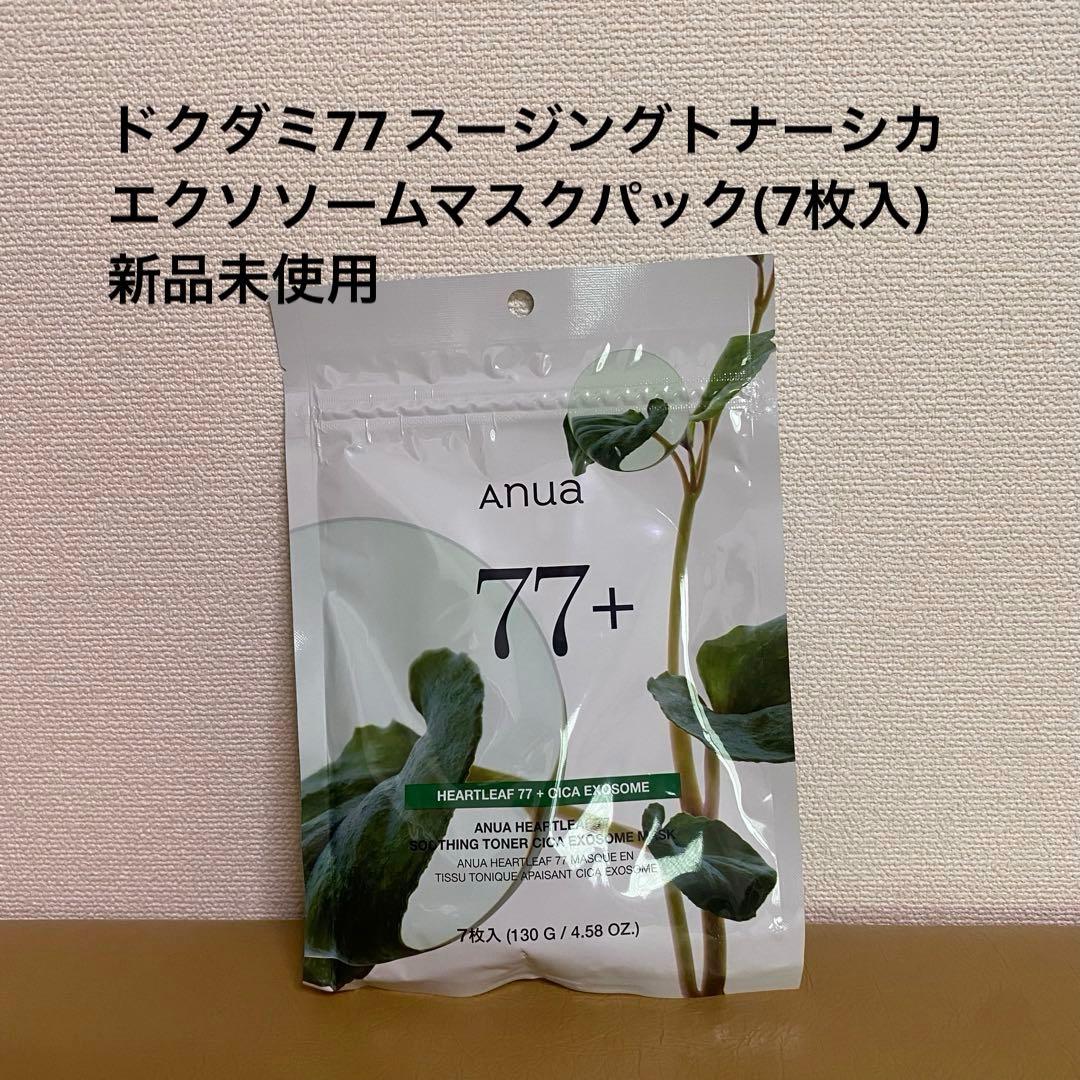 ドクダミ77 スージングトナーシカ
エクソソームマスクパック(7枚入)
新品未使用
Anua
77+
HEARTLEAF 77 + CICA EXOSOME
ANUA HEARTLEAF
SOOTHING TONER CICA EXOSOME MASK
ANUA HEARTLEAF 77 MASQUE EN
TISSU TONIQUE APAISANT CICA EXOSOME
7枚入 (130 G / 4.58 OZ.)